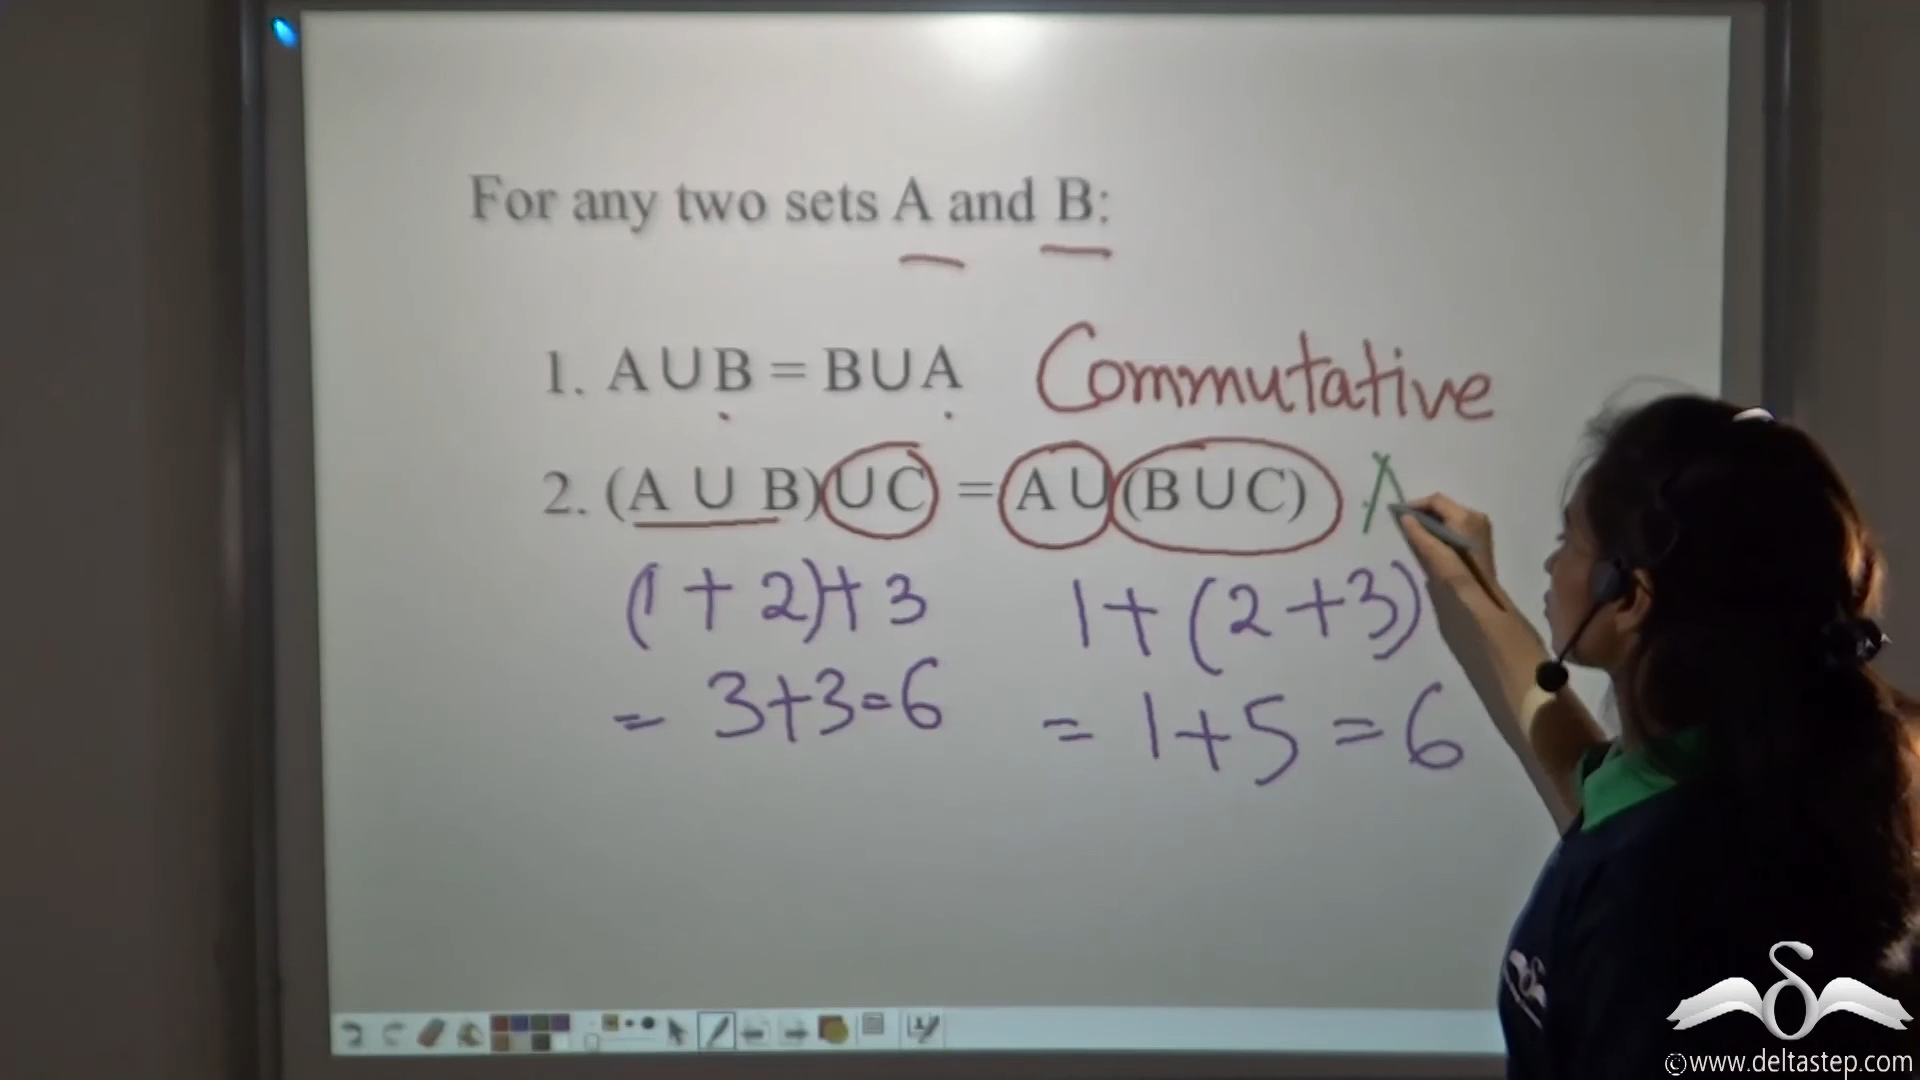 For any two sets A and B:
1. A ∪ B = B ∪ A Commutative
2. (A ∪ B) ∪ C = A ∪ (B ∪ C) A
(1 + 2) + 3 1 + (2 + 3)
= 3+3=6 = 1+5 = 6
©www.deltastep.com